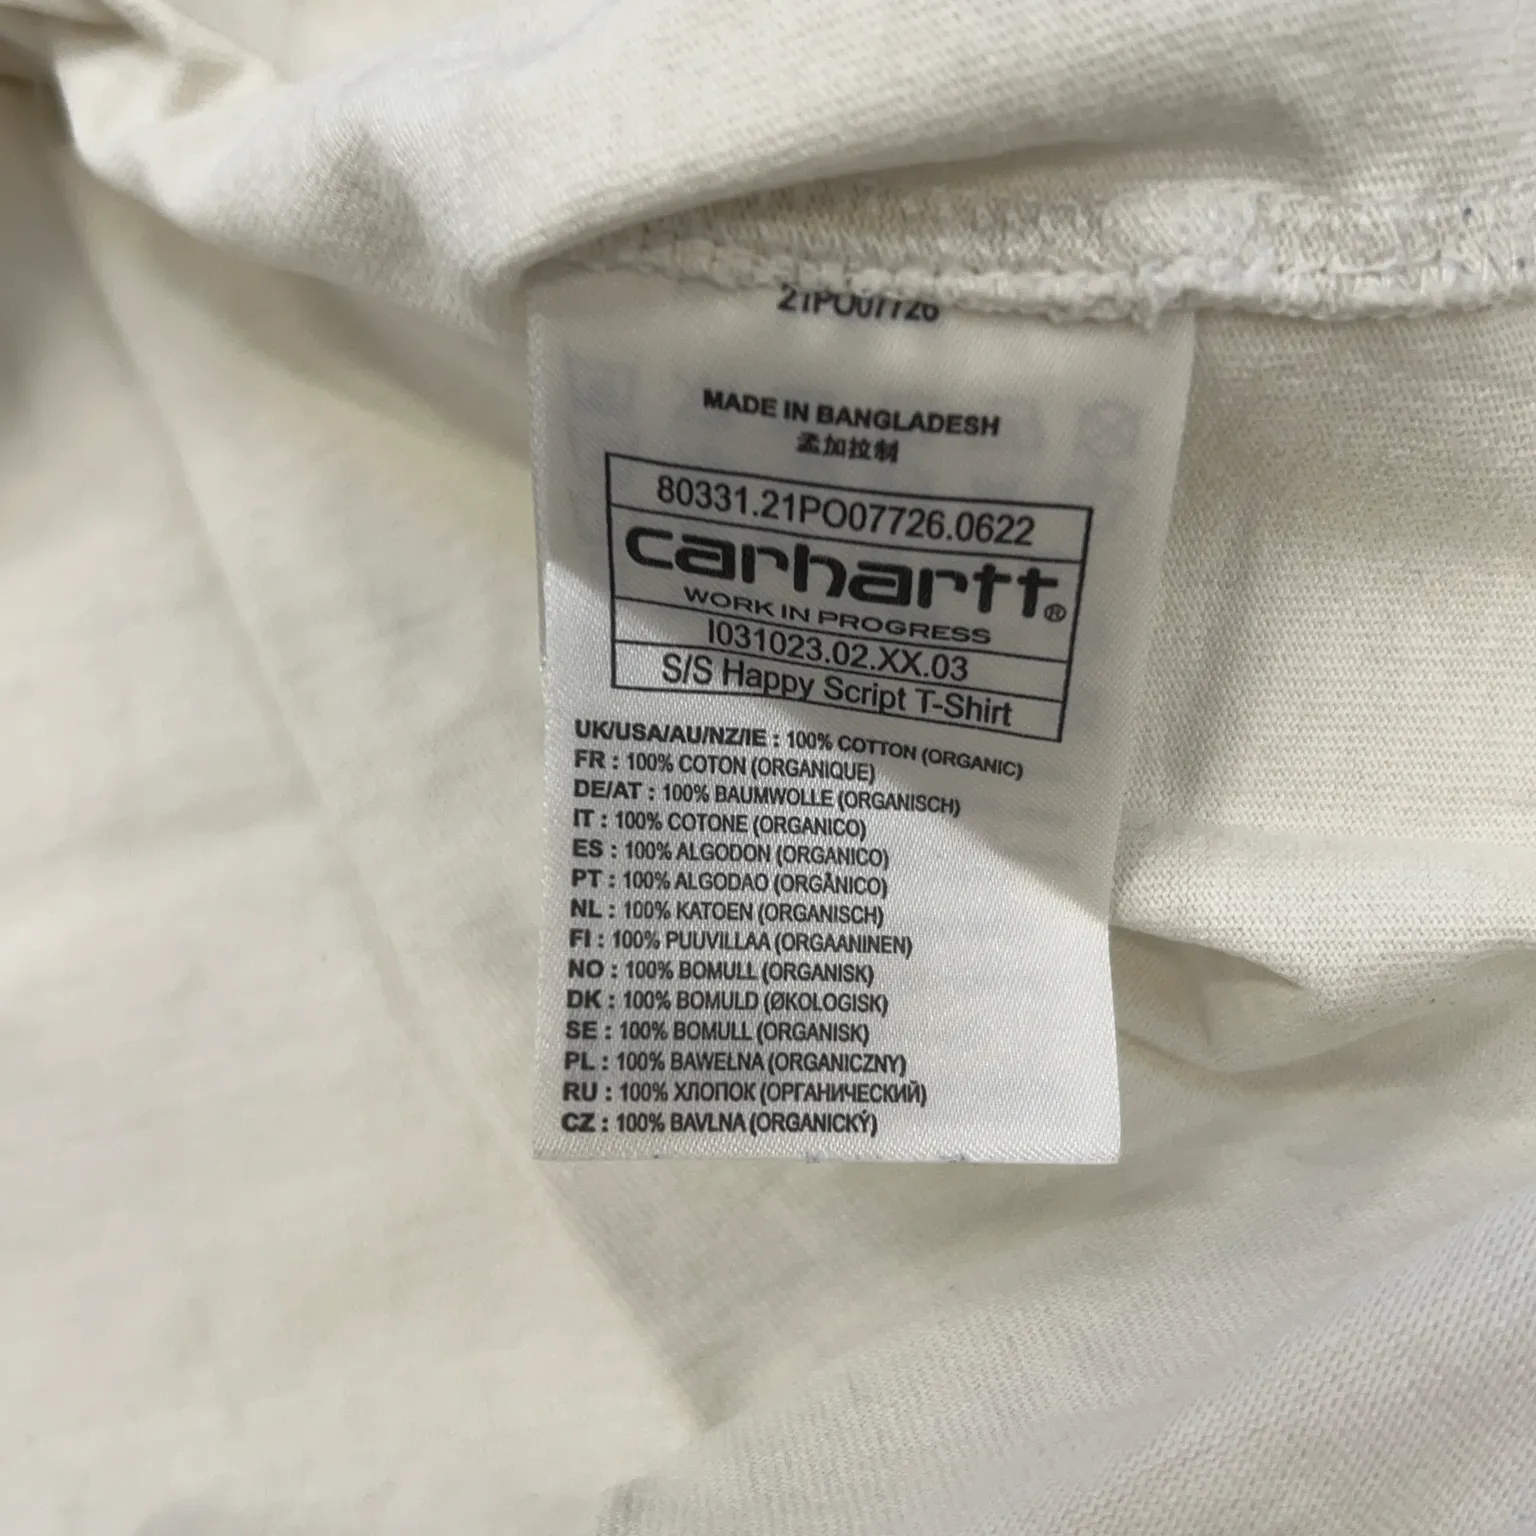 21PO07726
MADE IN BANGLADESH
孟加拉制
80331.21PO07726.0622
carhartt®
WORK IN PROGRESS
I031023.02.XX.03
S/S Happy Script T-Shirt
UK/USA/AU/NZ/IE : 100% COTTON (ORGANIC)
FR : 100% COTON (ORGANIQUE)
DE/AT : 100% BAUMWOLLE (ORGANISCH)
IT : 100% COTONE (ORGANICO)
ES : 100% ALGODON (ORGANICO)
PT : 100% ALGODAO (ORGÂNICO)
NL : 100% KATOEN (ORGANISCH)
FI : 100% PUUVILLAA (ORGAANINEN)
NO : 100% BOMULL (ORGANISK)
DK : 100% BOMULD (ØKOLOGISK)
SE : 100% BOMULL (ORGANISK)
PL : 100% BAWEŁNA (ORGANICZNY)
RU : 100% ХЛОПОК (ОРГАНИЧЕСКИЙ)
CZ : 100% BAVLNA (ORGANICKÝ)